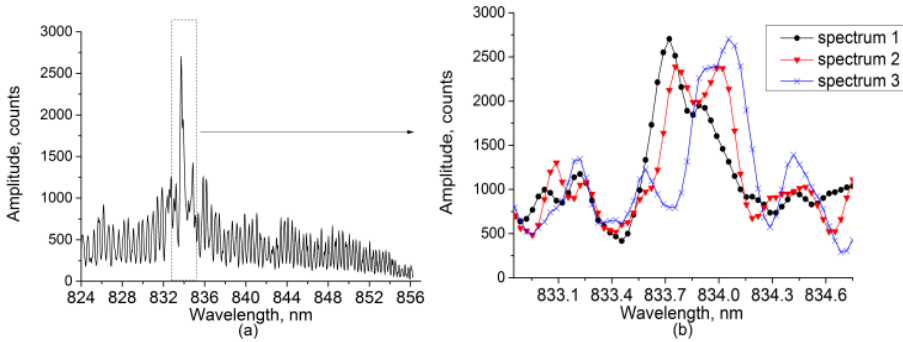 3000
2500
2000
1500
1000
500
0
Amplitude, counts
824 828 832 836 840 844 848 852 856
Wavelength, nm
(a)
3000
2500
2000
1500
1000
500
0
Amplitude, counts
833.1 833.4 833.7 834.0 834.3 834.6
Wavelength, nm
(b)
spectrum 1
spectrum 2
spectrum 3